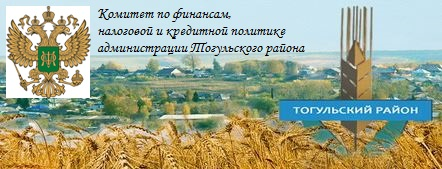 Комитет по финансам,
налоговой и кредитной политике
администрации Тогульского района
ТОГУЛЬСКИЙ РАЙОН